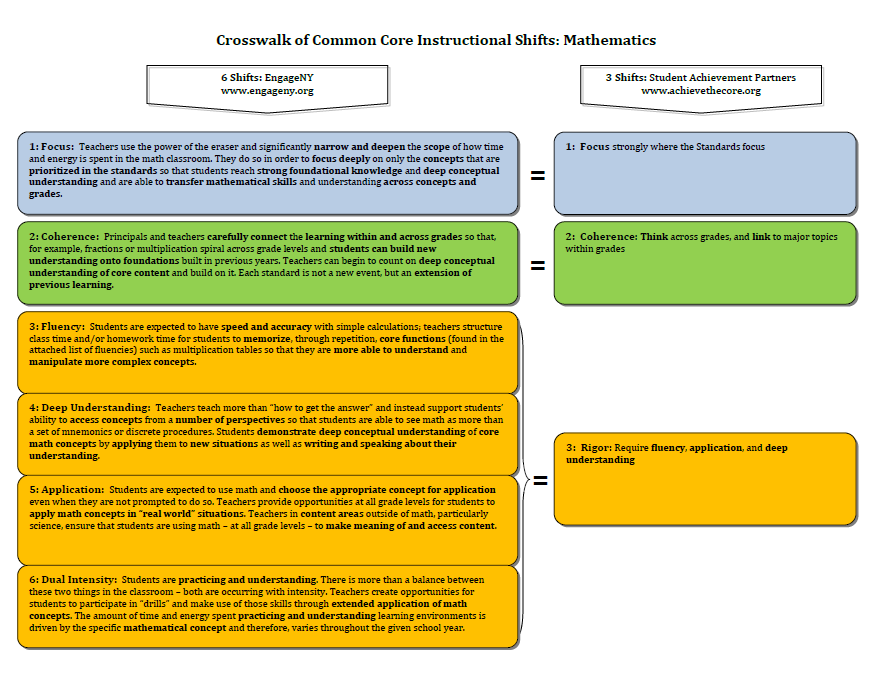 Crosswalk of Common Core Instructional Shifts: Mathematics
6 Shifts: EngageNY
www.engageny.org
3 Shifts: Student Achievement Partners
www.achievethecore.org
1: Focus: Teachers use the power of the eraser and significantly narrow and deepen the scope of how time
and energy is spent in the math classroom. They do so in order to focus deeply on only the concepts that are
prioritized in the standards so that students reach strong foundational knowledge and deep conceptual
understanding and are able to transfer mathematical skills and understanding across concepts and
grades.
=
1: Focus strongly where the Standards focus
2: Coherence: Principals and teachers carefully connect the learning within and across grades so that,
for example, fractions or multiplication spiral across grade levels and students can build new
understanding onto foundations built in previous years. Teachers can begin to count on deep conceptual
understanding of core content and build on it. Each standard is not a new event, but an extension of
previous learning.
=
2: Coherence: Think across grades, and link to major topics
within grades
3: Fluency: Students are expected to have speed and accuracy with simple calculations; teachers structure
class time and/or homework time for students to memorize, through repetition, core functions (found in the
attached list of fluencies) such as multiplication tables so that they are more able to understand and
manipulate more complex concepts.
4: Deep Understanding: Teachers teach more than "how to get the answer" and instead support students'
ability to access concepts from a number of perspectives so that students are able to see math as more than
a set of mnemonics or discrete procedures. Students demonstrate deep conceptual understanding of core
math concepts by applying them to new situations as well as writing and speaking about their
understanding.
5: Application: Students are expected to use math and choose the appropriate concept for application
even when they are not prompted to do so. Teachers provide opportunities at all grade levels for students to
apply math concepts in "real world" situations. Teachers in content areas outside of math, particularly
science, ensure that students are using math – at all grade levels – to make meaning of and access content.
6: Dual Intensity: Students are practicing and understanding. There is more than a balance between
these two things in the classroom – both are occurring with intensity. Teachers create opportunities for
students to participate in "drills" and make use of those skills through extended application of math
concepts. The amount of time and energy spent practicing and understanding learning environments is
driven by the specific mathematical concept and therefore, varies throughout the given school year.
=
3: Rigor: Require fluency, application, and deep
understanding